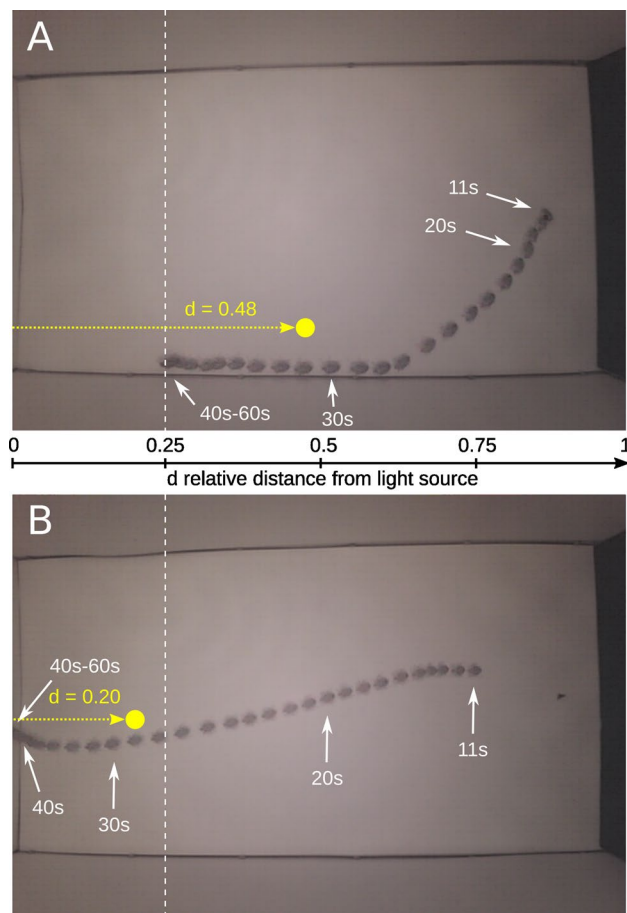 A
11s
20s
d = 0.48
40s-60s
30s
0 0.25 0.5 0.75 1
d relative distance from light source
B
40s-60s
d = 0.20
11s
20s
40s
30s